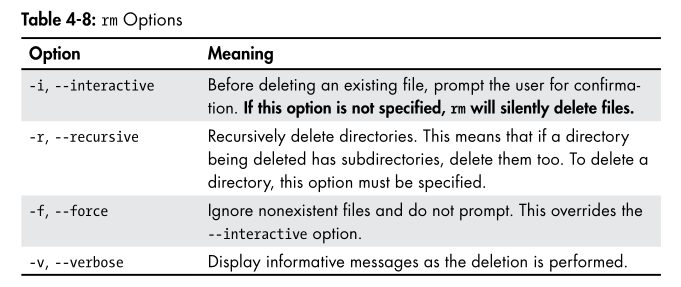 Table 4-8: rm Options
Option Meaning
-i, --interactive Before deleting an existing file, prompt the user for confirma-
tion. If this option is not specified, rm will silently delete files.
-r, --recursive Recursively delete directories. This means that if a directory
being deleted has subdirectories, delete them too. To delete a
directory, this option must be specified.
-f, --force Ignore nonexistent files and do not prompt. This overrides the
--interactive option.
-v, --verbose Display informative messages as the deletion is performed.